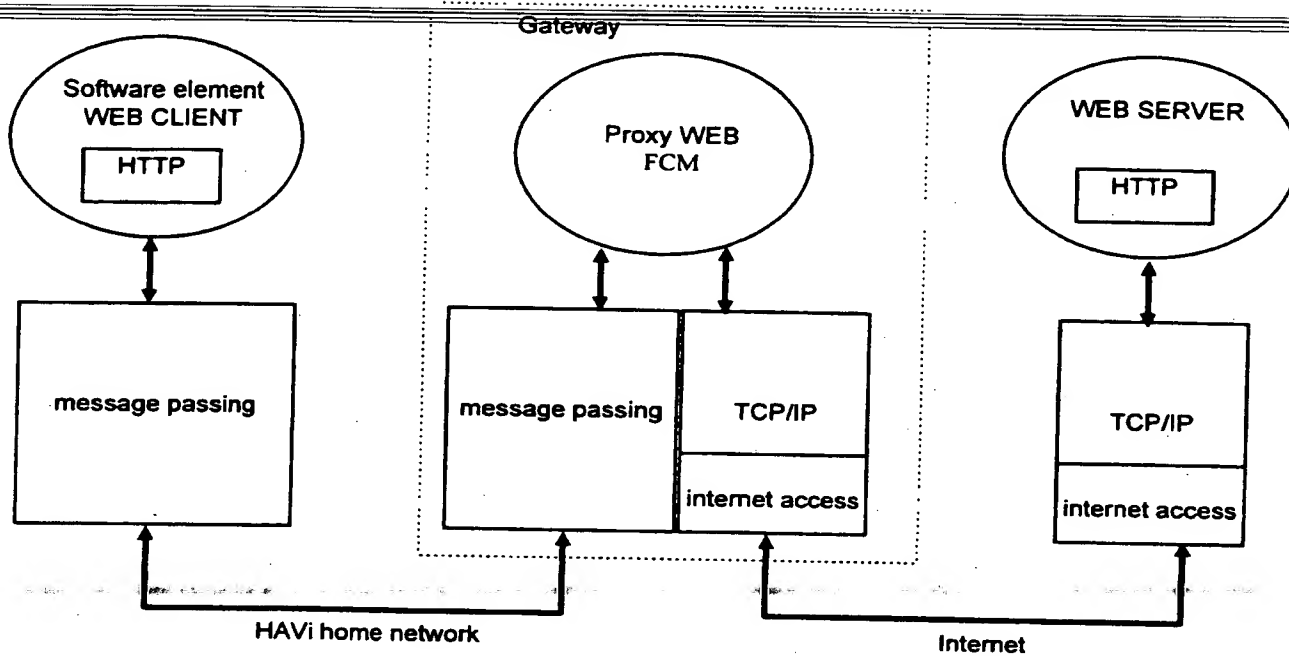 Gateway
Software element
WEB CLIENT
HTTP
Proxy WEB
FCM
WEB SERVER
HTTP
message passing
message passing
TCP/IP
internet access
TCP/IP
internet access
HAVi home network
Internet